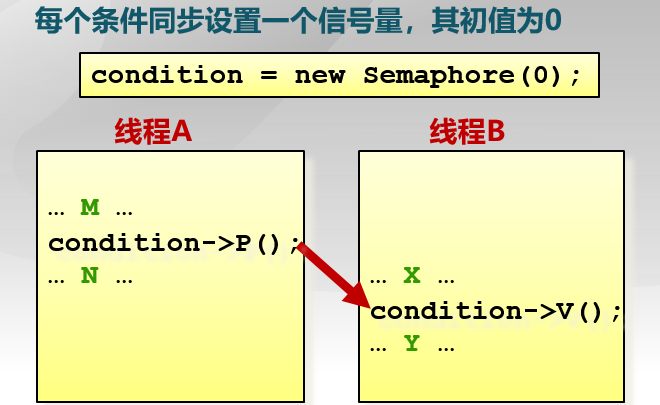 每个条件同步设置一个信号量，其初值为0
condition = new Semaphore(0);
线程A
… M …
condition->P();
… N …
线程B
… X …
condition->V();
… Y …